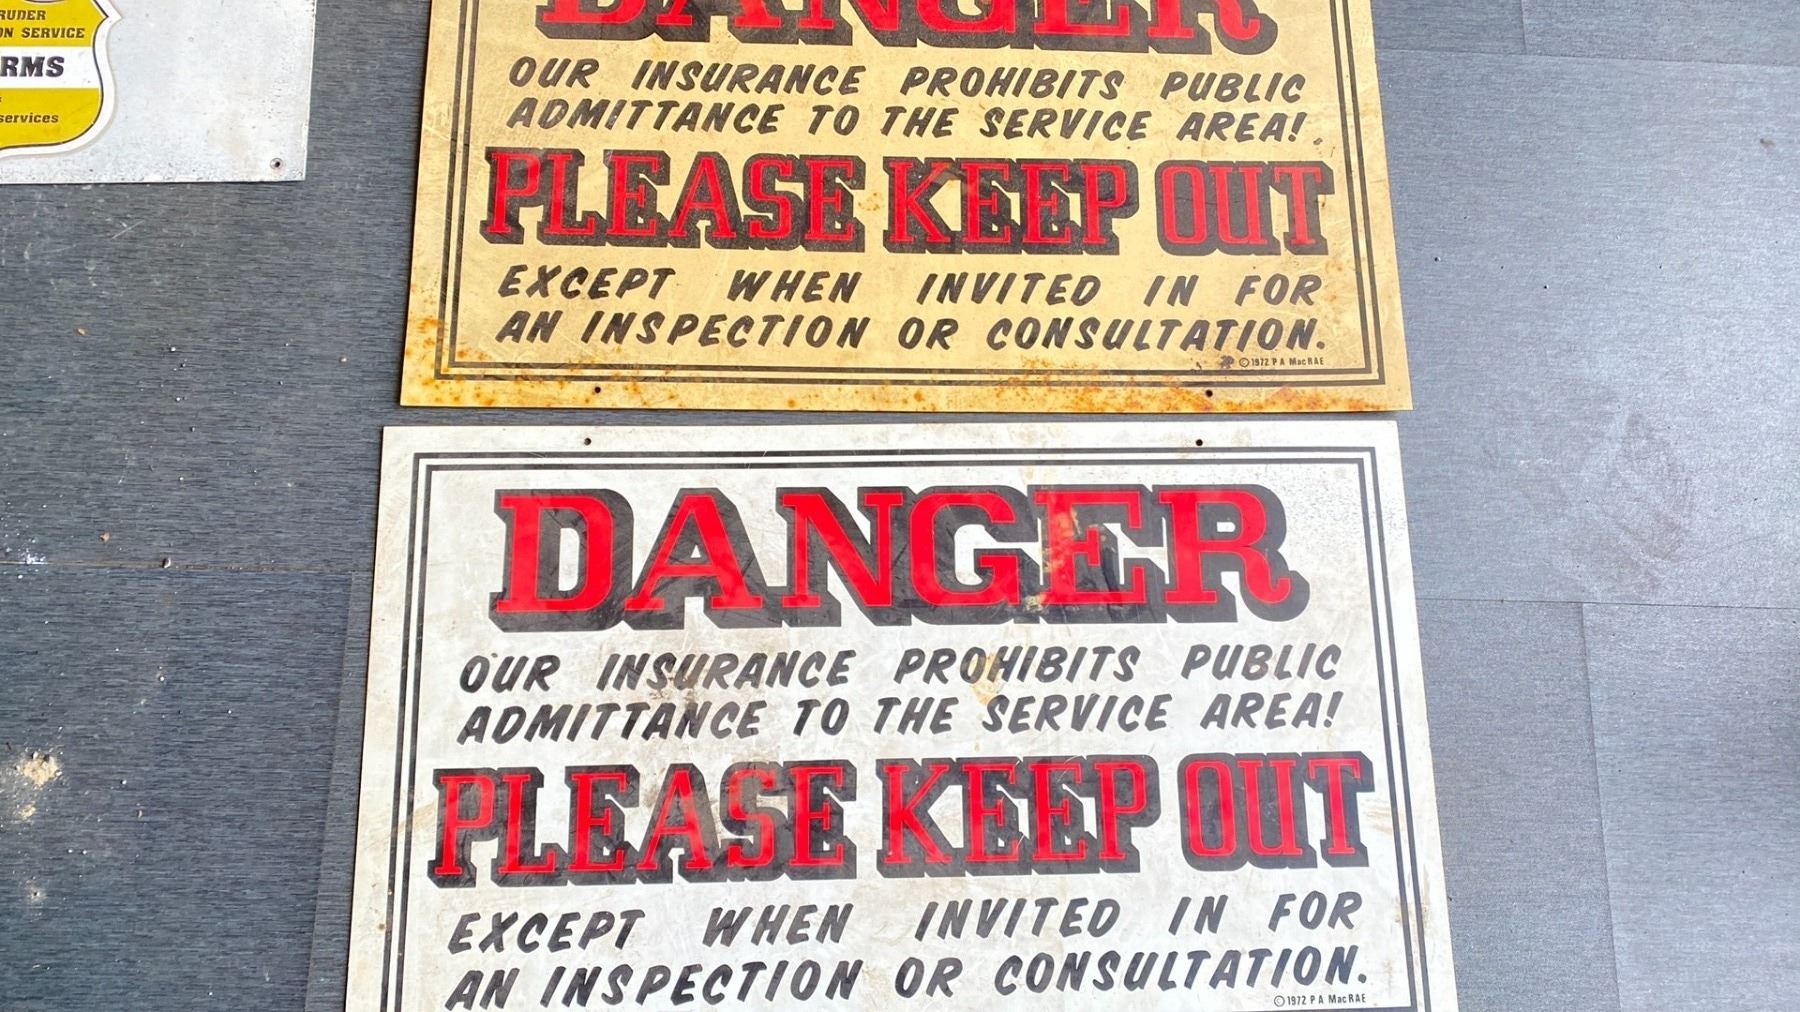 RUDER
ON SERVICE
RMS
services
DANGER
OUR INSURANCE PROHIBITS PUBLIC
ADMITTANCE TO THE SERVICE AREA!
PLEASE KEEP OUT
EXCEPT WHEN INVITED IN FOR
AN INSPECTION OR CONSULTATION.
©1972 P A MacRAE
DANGER
OUR INSURANCE PROHIBITS PUBLIC
ADMITTANCE TO THE SERVICE AREA!
PLEASE KEEP OUT
EXCEPT WHEN INVITED IN FOR
AN INSPECTION OR CONSULTATION.
©1972 P A MacRAE